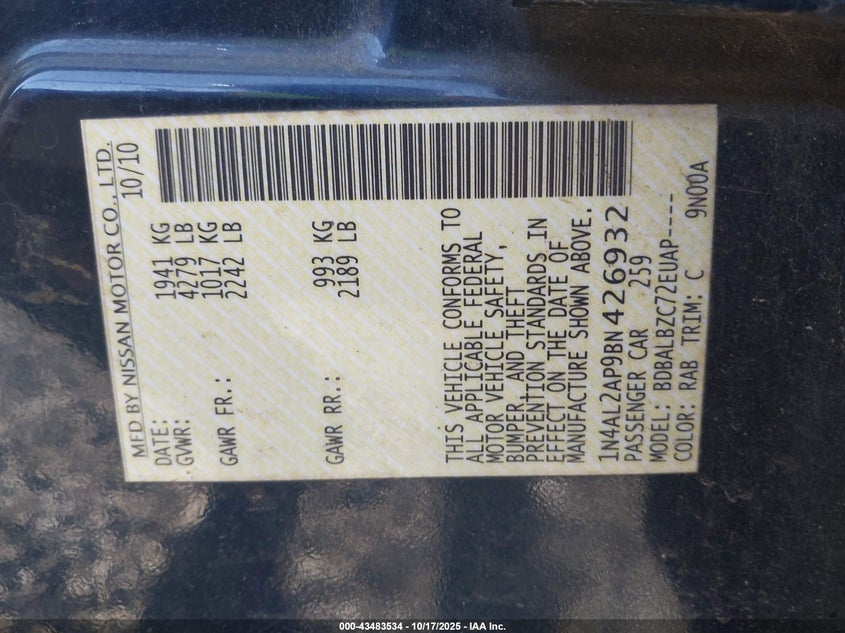 MFD BY NISSAN MOTOR CO., LTD.
DATE: 10/10
GVWR: 1941 KG
4279 LB
GAWR FR.: 1017 KG
2242 LB
GAWR RR.: 993 KG
2189 LB
THIS VEHICLE CONFORMS TO
ALL APPLICABLE FEDERAL
MOTOR VEHICLE SAFETY,
BUMPER, AND THEFT
PREVENTION STANDARDS IN
EFFECT ON THE DATE OF
MANUFACTURE SHOWN ABOVE.
1N4AL2AP9BN426932
PASSENGER CAR 259
MODEL: BDBALBZC72EUAP----
COLOR: RAB TRIM: C 9N00A
000-43483534 - 10/17/2025 - IAA Inc.